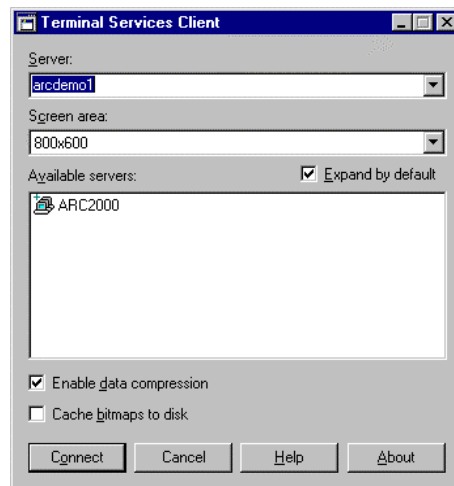 Terminal Services Client
Server:
arcdemo1
Screen area:
800x600
Available servers:
Expand by default
ARC2000
Enable data compression
Cache bitmaps to disk
Connect
Cancel
Help
About